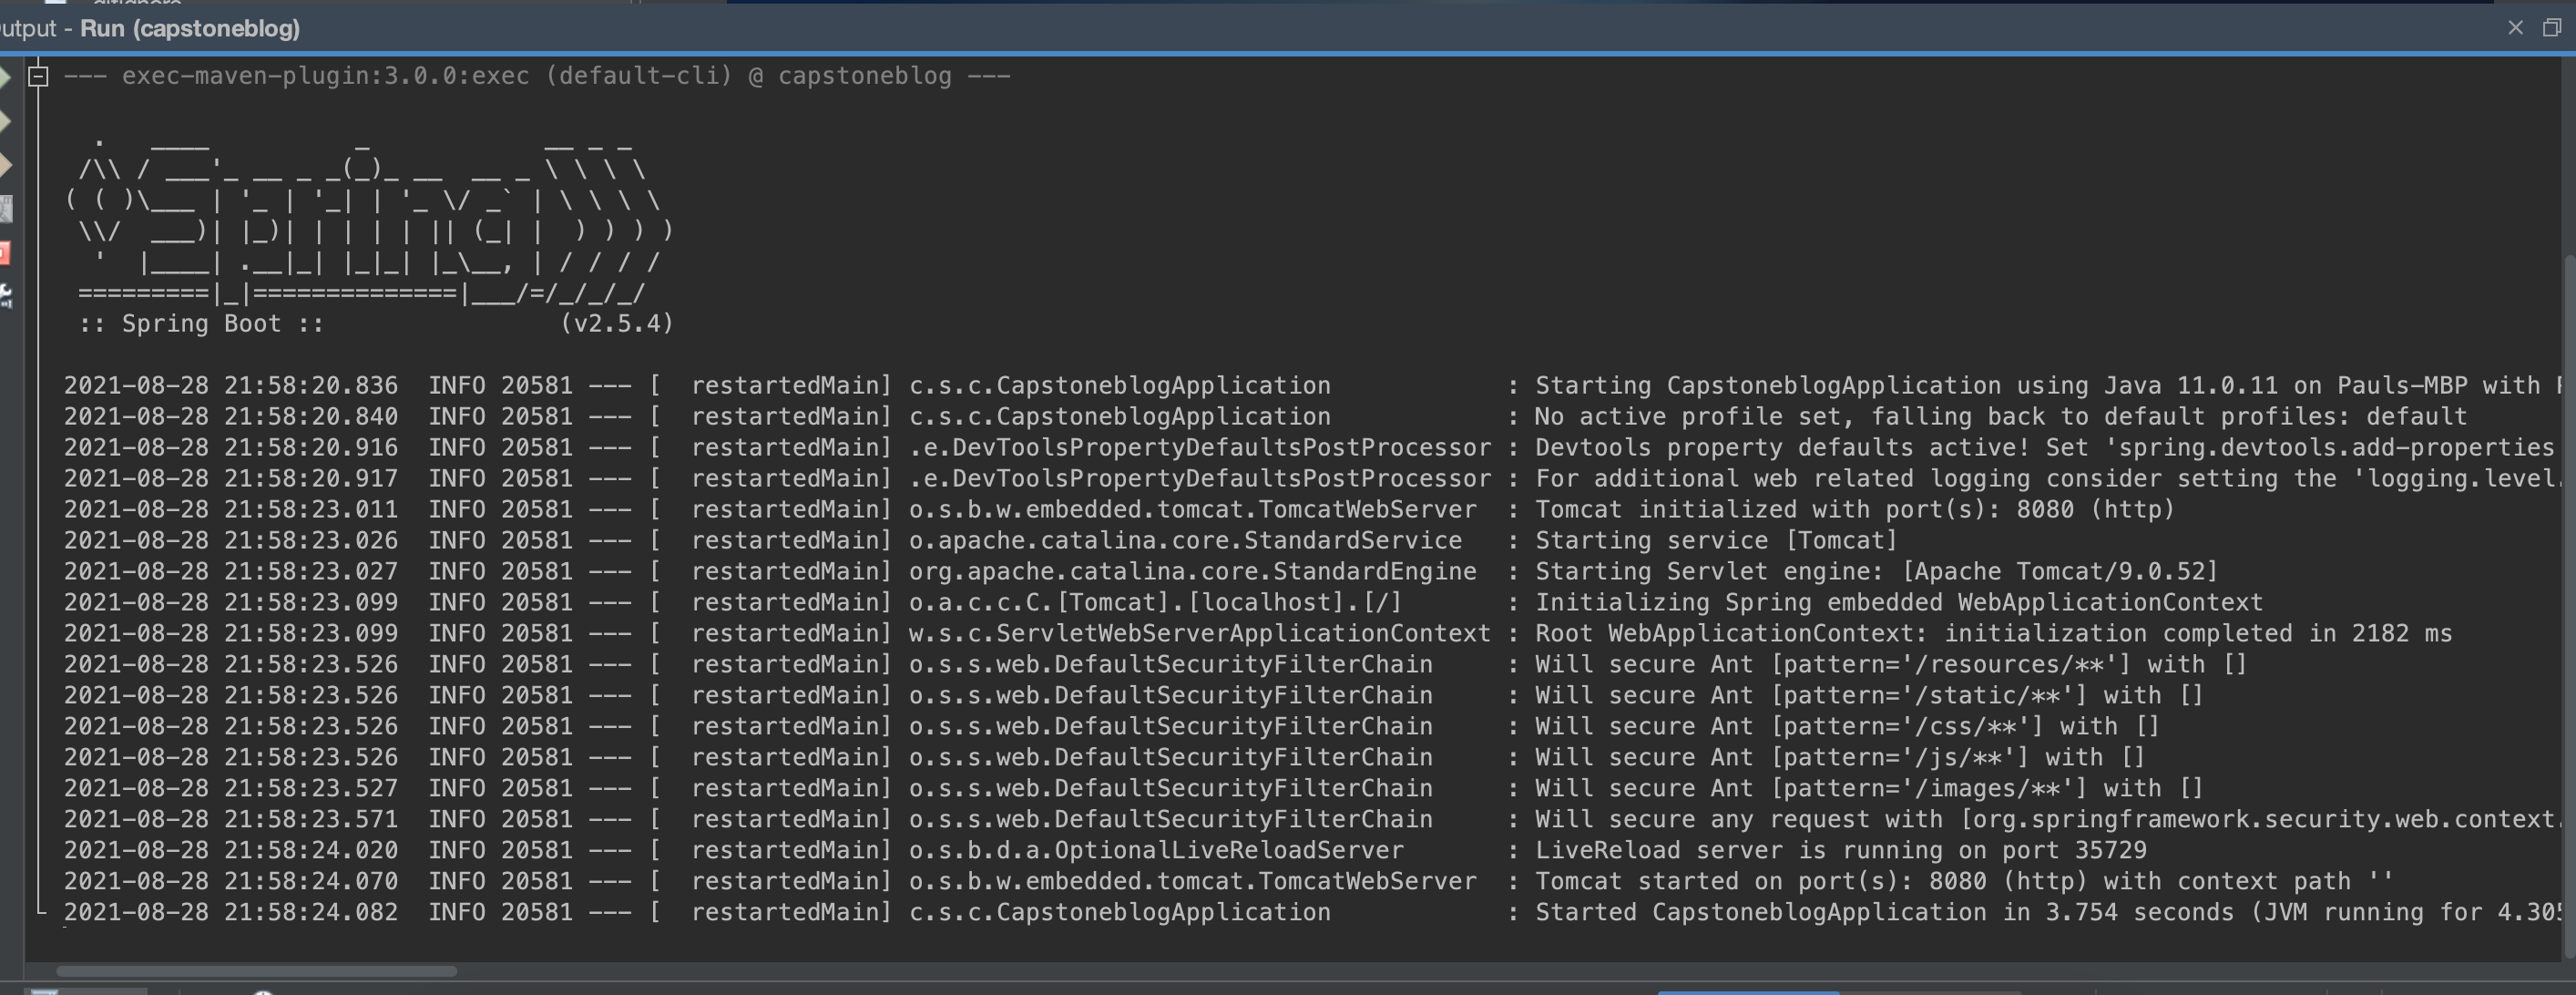 Output - Run (capstoneblog)
--- exec-maven-plugin:3.0.0:exec (default-cli) @ capstoneblog ---
  .   ____          _            __ _ _
 /\\ / ___'_ __ _ _(_)_ __  __ _ \ \ \ \
( ( )\___ | '_ | '_| | '_ \/ _` | \ \ \ \
 \\/  ___)| |_)| | | | | || (_| |  ) ) ) )
  '  |____| .__|_| |_|_| |_\__, | / / / /
 =========|_|==============|___/=/_/_/_/
 :: Spring Boot ::                (v2.5.4)
2021-08-28 21:58:20.836  INFO 20581 --- [  restartedMain] c.s.c.CapstoneblogApplication            : Starting CapstoneblogApplication using Java 11.0.11 on Pauls-MBP with
2021-08-28 21:58:20.840  INFO 20581 --- [  restartedMain] c.s.c.CapstoneblogApplication            : No active profile set, falling back to default profiles: default
2021-08-28 21:58:20.916  INFO 20581 --- [  restartedMain] .e.DevToolsPropertyDefaultsPostProcessor : Devtools property defaults active! Set 'spring.devtools.add-properties
2021-08-28 21:58:20.917  INFO 20581 --- [  restartedMain] .e.DevToolsPropertyDefaultsPostProcessor : For additional web related logging consider setting the 'logging.level.
2021-08-28 21:58:23.011  INFO 20581 --- [  restartedMain] o.s.b.w.embedded.tomcat.TomcatWebServer  : Tomcat initialized with port(s): 8080 (http)
2021-08-28 21:58:23.026  INFO 20581 --- [  restartedMain] o.apache.catalina.core.StandardService   : Starting service [Tomcat]
2021-08-28 21:58:23.027  INFO 20581 --- [  restartedMain] org.apache.catalina.core.StandardEngine  : Starting Servlet engine: [Apache Tomcat/9.0.52]
2021-08-28 21:58:23.099  INFO 20581 --- [  restartedMain] o.a.c.c.C.[Tomcat].[localhost].[/]       : Initializing Spring embedded WebApplicationContext
2021-08-28 21:58:23.099  INFO 20581 --- [  restartedMain] w.s.c.ServletWebServerApplicationContext : Root WebApplicationContext: initialization completed in 2182 ms
2021-08-28 21:58:23.526  INFO 20581 --- [  restartedMain] o.s.s.web.DefaultSecurityFilterChain     : Will secure Ant [pattern='/resources/**'] with []
2021-08-28 21:58:23.526  INFO 20581 --- [  restartedMain] o.s.s.web.DefaultSecurityFilterChain     : Will secure Ant [pattern='/static/**'] with []
2021-08-28 21:58:23.526  INFO 20581 --- [  restartedMain] o.s.s.web.DefaultSecurityFilterChain     : Will secure Ant [pattern='/css/**'] with []
2021-08-28 21:58:23.526  INFO 20581 --- [  restartedMain] o.s.s.web.DefaultSecurityFilterChain     : Will secure Ant [pattern='/js/**'] with []
2021-08-28 21:58:23.527  INFO 20581 --- [  restartedMain] o.s.s.web.DefaultSecurityFilterChain     : Will secure Ant [pattern='/images/**'] with []
2021-08-28 21:58:23.571  INFO 20581 --- [  restartedMain] o.s.s.web.DefaultSecurityFilterChain     : Will secure any request with [org.springframework.security.web.context.
2021-08-28 21:58:24.020  INFO 20581 --- [  restartedMain] o.s.b.d.a.OptionalLiveReloadServer       : LiveReload server is running on port 35729
2021-08-28 21:58:24.070  INFO 20581 --- [  restartedMain] o.s.b.w.embedded.tomcat.TomcatWebServer  : Tomcat started on port(s): 8080 (http) with context path ''
2021-08-28 21:58:24.082  INFO 20581 --- [  restartedMain] c.s.c.CapstoneblogApplication            : Started CapstoneblogApplication in 3.754 seconds (JVM running for 4.305